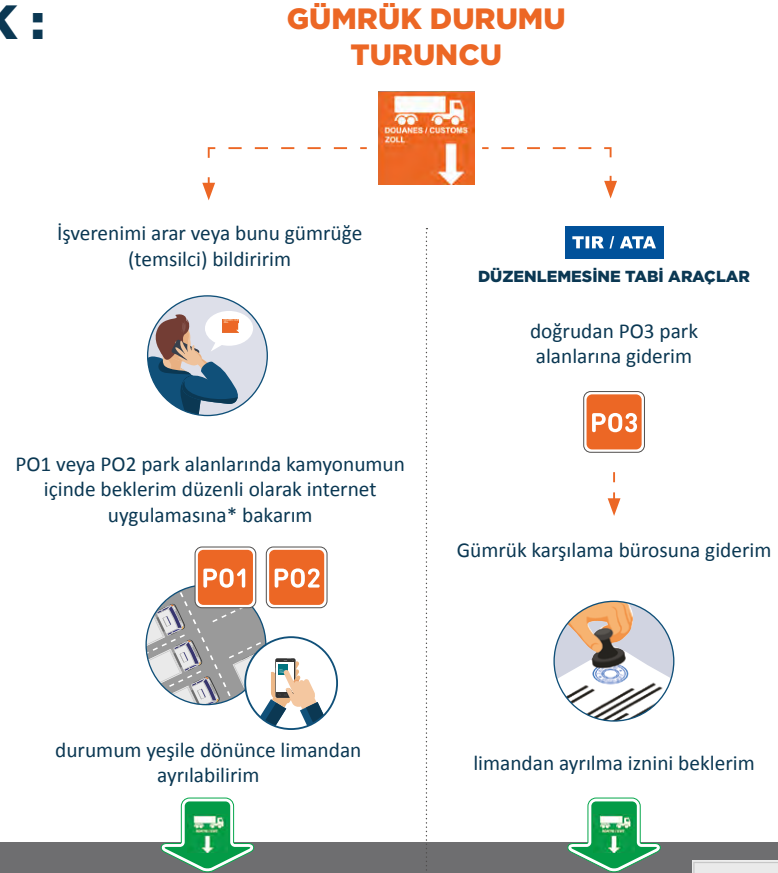 K :
GÜMRÜK DURUMU
TURUNCU
DOUANES / CUSTOMS
ZOLL
İşverenimi arar veya bunu gümrüğe
(temsilci) bildiririm
PO1 veya PO2 park alanlarında kamyonumun
içinde beklerim düzenli olarak internet
uygulamasına* bakarım
PO1 PO2
durumum yeşile dönünce limandan
ayrılabilirim
TIR / ATA
DÜZENLEMESİNE TABİ ARAÇLAR
doğrudan PO3 park
alanlarına giderim
PO3
Gümrük karşılama bürosuna giderim
limandan ayrılma iznini beklerim